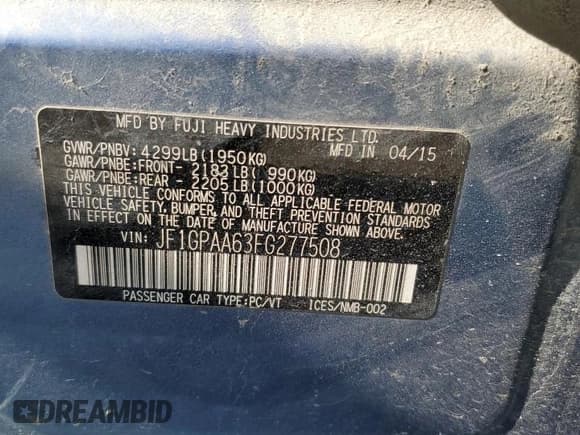 MFD BY FUJI HEAVY INDUSTRIES LTD.
GVWR/PNBV: 4299LB(1950KG) MFD IN 04/15
GAWR/PNBE:FRONT- 2183LB( 990KG)
GAWR/PNBE:REAR - 2205LB(1000KG)
THIS VEHICLE CONFORMS TO ALL APPLICABLE FEDERAL MOTOR
VEHICLE SAFETY, BUMPER, AND THEFT PREVENTION STANDARDS
IN EFFECT ON THE DATE OF MANUFACTURE SHOWN ABOVE.
VIN: JF1GPAA63FG277508
PASSENGER CAR TYPE:PC/VT ICES/NMB-002
DREAMBID